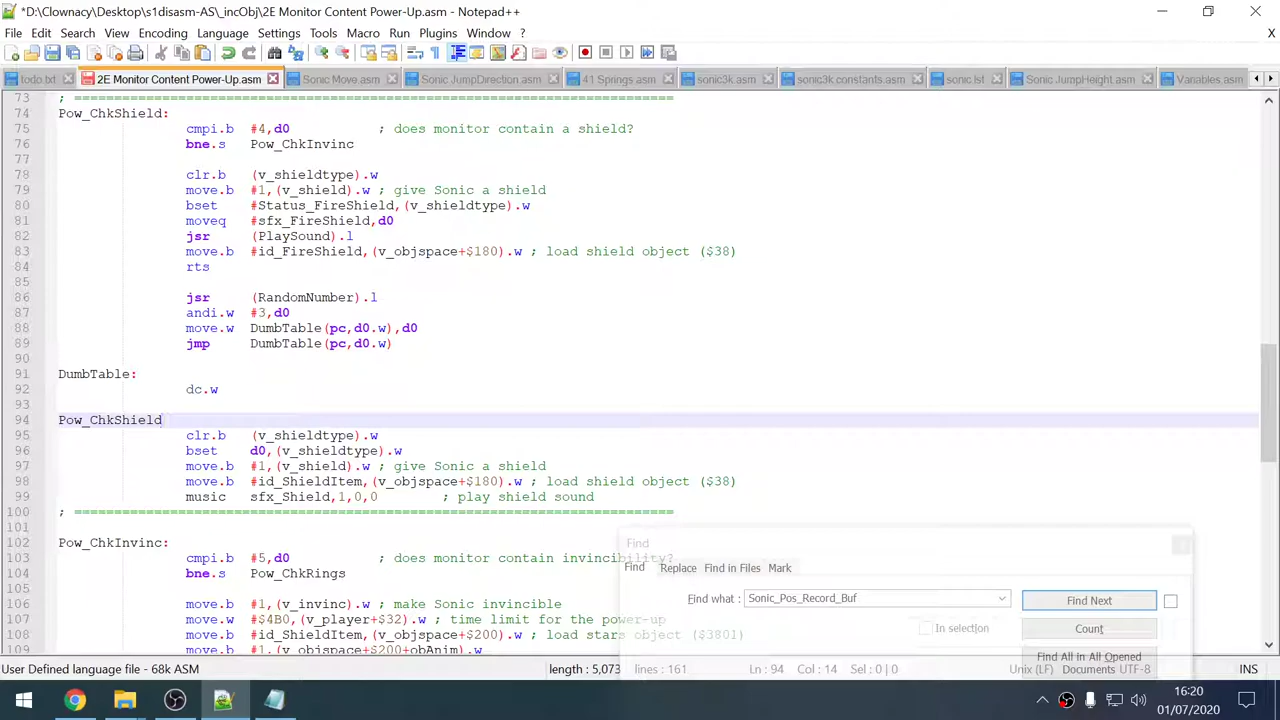 *D:\Clownacy\Desktop\s1disasm-AS\_incObj\2E Monitor Content Power-Up.asm - Notepad++
File Edit Search View Encoding Language Settings Tools Macro Run Plugins Window ? X
todo.txt 2E Monitor Content Power-Up.asm Sonic Move.asm Sonic JumpDirection.asm 41 Springs.asm sonic3k.asm sonic3k.constants.asm sonic.lst Sonic JumpHeight.asm Variables.asm
73 ; ===========================================================================
74 Pow_ChkShield:
75 cmpi.b #4,d0 ; does monitor contain a shield?
76 bne.s Pow_ChkInvinc
77
78 clr.b (v_shieldtype).w
79 move.b #1,(v_shield).w ; give Sonic a shield
80 bset #Status_FireShield,(v_shieldtype).w
81 moveq #sfx_FireShield,d0
82 jsr (PlaySound).l
83 move.b #id_FireShield,(v_objspace+$180).w ; load shield object ($38)
84 rts
85
86 jsr (RandomNumber).l
87 andi.w #3,d0
88 move.w DumbTable(pc,d0.w),d0
89 jmp DumbTable(pc,d0.w)
90
91 DumbTable:
92 dc.w
93
94 Pow_ChkShield
95 clr.b (v_shieldtype).w
96 bset d0,(v_shieldtype).w
97 move.b #1,(v_shield).w ; give Sonic a shield
98 move.b #id_ShieldItem,(v_objspace+$180).w ; load shield object ($38)
99 music sfx_Shield,1,0,0 ; play shield sound
100 ; ===========================================================================
101
102 Pow_ChkInvinc:
103 cmpi.b #5,d0 ; does monitor contain invincibility?
104 bne.s Pow_ChkRings
105
106 move.b #1,(v_invinc).w ; make Sonic invincible
107 move.w #$4B0,(v_player+$32).w ; time limit for the power-up
108 move.b #id_ShieldItem,(v_objspace+$200).w ; load stars object ($3801)
109 move.b #1,(v_objspace+$200+obAnim).w
Find
Find Replace Find in Files Mark
Find what : Sonic_Pos_Record_Buf Find Next
In selection Count
Find All in All Opened
Documents
User Defined language file - 68k ASM length : 5,073 lines : 161 Ln : 94 Col : 14 Sel : 0 | 0 Unix (LF) UTF-8 INS
16:20
01/07/2020